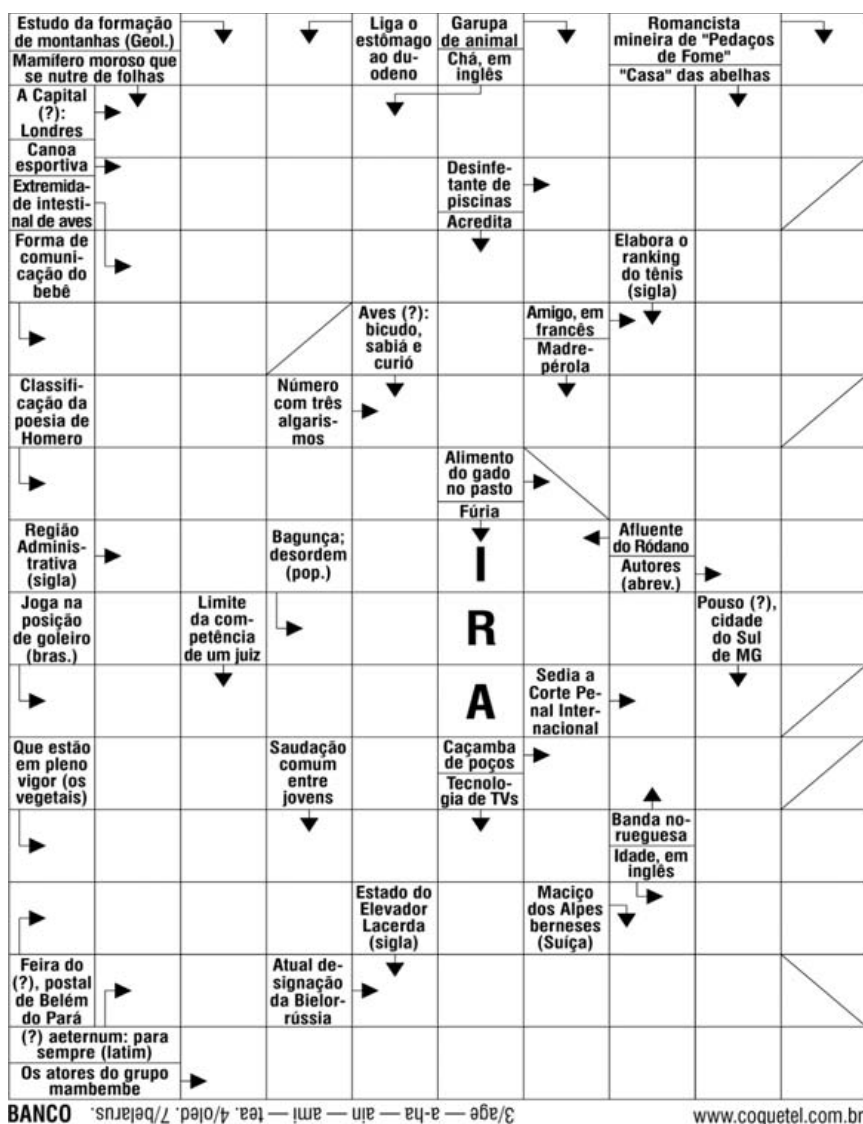 Estudo da formação
de montanhas (Geol.)
Mamífero moroso que
se nutre de folhas
Liga o
estômago
ao du-
odeno
Garupa
de animal
Chá, em
inglês
Romancista
mineira de "Pedaços
de Fome"
"Casa" das abelhas
A Capital
(?):
Londres
Canoa
esportiva
Extremida-
de intesti-
nal de aves
Desinfe-
tante de
piscinas
Acredita
Forma de
comuni-
cação do
bebê
Elabora o
ranking
do tênis
(sigla)
Aves (?):
bicudo,
sabiá e
curió
Amigo, em
francês
Madre-
pérola
Classifi-
cação da
poesia de
Homero
Número
com três
algaris-
mos
Alimento
do gado
no pasto
Fúria
Região
Adminis-
trativa
(sigla)
Bagunça;
desordem
(pop.)
I
Afluente
do Ródano
Autores
(abrev.)
Joga na
posição
de goleiro
(bras.)
Limite
da com-
petência
de um juiz
R
Pouso (?),
cidade
do Sul
de MG
A
Sedia a
Corte Pe-
nal Inter-
nacional
Que estão
em pleno
vigor (os
vegetais)
Saudação
comum
entre
jovens
Caçamba
de poços
Tecnolo-
gia de TVs
Banda no-
rueguesa
Idade, em
inglês
Estado do
Elevador
Lacerda
(sigla)
Maciço
dos Alpes
berneses
(Suíça)
Feira do
(?), postal
de Belém
do Pará
Atual de-
signação
da Bielor-
rússia
(?) aeternum: para
sempre (latim)
Os atores do grupo
mambembe
BANCO 3/age — a-ha — ain — ami — tea. 4/oled. 7/belarus. www.coquetel.com.br